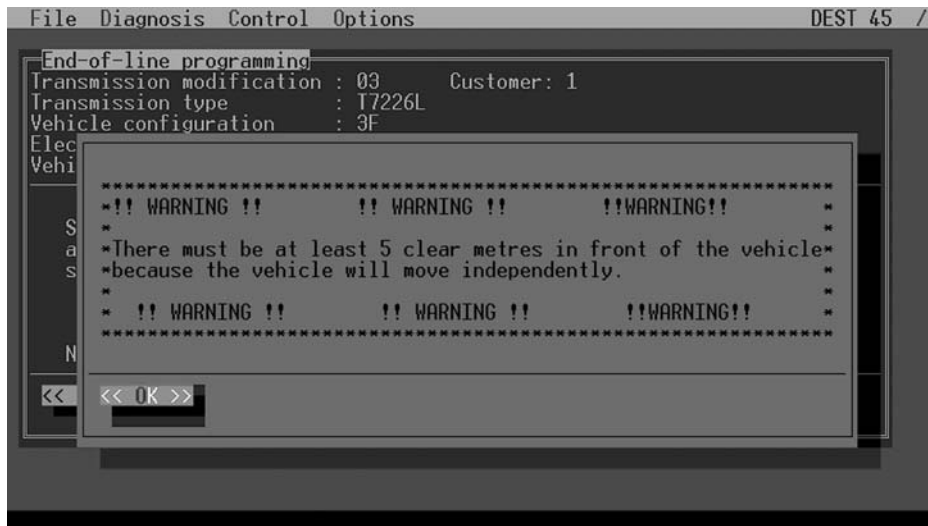 File Diagnosis Control Options DEST 45 /
End-of-line programming
Transmission modification : 03 Customer: 1
Transmission type : T7226L
Vehicle configuration : 3F
Elec
Vehi
************************************************************
*!! WARNING !! !! WARNING !! !!WARNING!! *
S
* *
a
*There must be at least 5 clear metres in front of the vehicle*
s
*because the vehicle will move independently. *
* *
* !! WARNING !! !! WARNING !! !!WARNING!! *
************************************************************
N
<<
<< OK >>